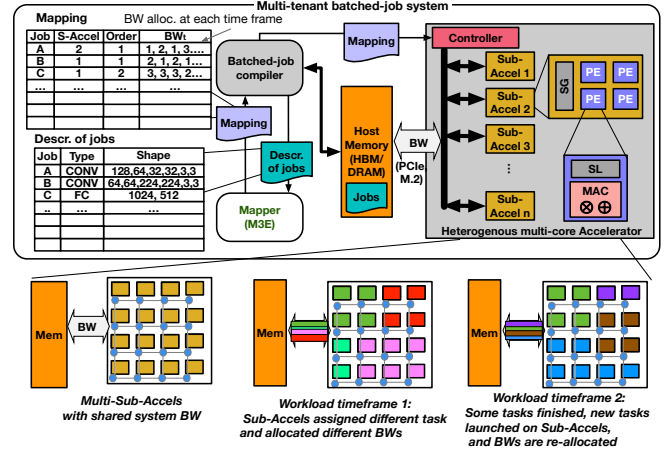 Multi-tenant batched-job system
Mapping
BW alloc. at each time frame
Job S-Accel Order BWt
A 2 1 1, 2, 1, 3....
B 1 1 2, 1, 2, 1...
C 1 2 3, 3, 3, 2...
... ... ... ...
Descr. of jobs
Job Type Shape
A CONV 128,64,32,32,3,3
B CONV 64,64,224,224,3,3
C FC 1024, 512
.. ... ...
Batched-job
compiler
Mapping
Mapping
Descr.
of jobs
Mapper
(M3E)
Host
Memory
(HBM/
DRAM)
Jobs
BW
(PCIe,
M.2)
Controller
Sub-
Accel 1
Sub-
Accel 2
Sub-
Accel 3
...
Sub-
Accel n
SG
PE
PE
PE
PE
SL
MAC
Heterogenous multi-core Accelerator
Mem
BW
Multi-Sub-Accels
with shared system BW
Mem
Workload timeframe 1:
Sub-Accels assigned different task
and allocated different BWs
Mem
Workload timeframe 2:
Some tasks finished, new tasks
launched on Sub-Accels,
and BWs are re-allocated